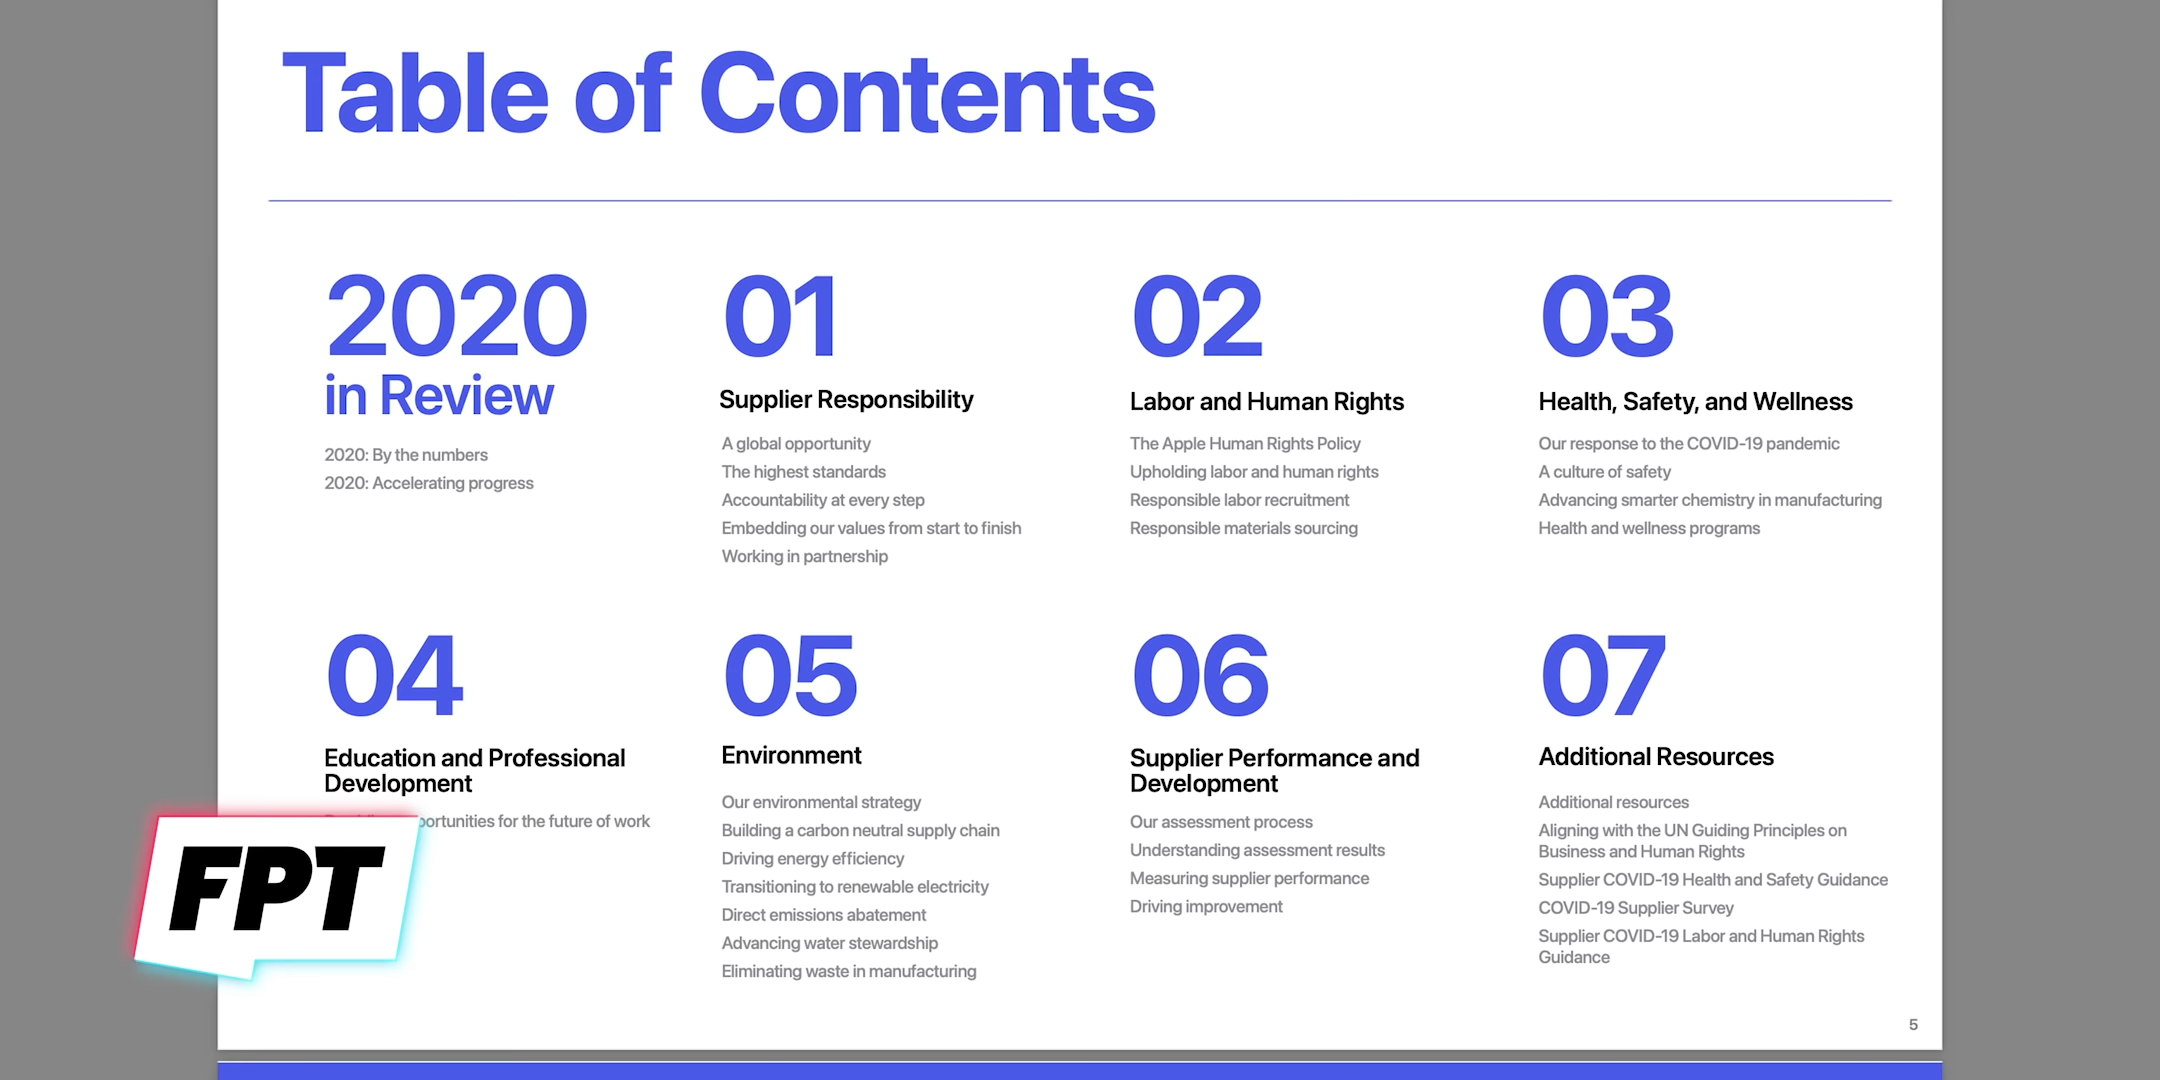 Table of Contents
2020
in Review
2020: By the numbers
2020: Accelerating progress
01
Supplier Responsibility
A global opportunity
The highest standards
Accountability at every step
Embedding our values from start to finish
Working in partnership
02
Labor and Human Rights
The Apple Human Rights Policy
Upholding labor and human rights
Responsible labor recruitment
Responsible materials sourcing
03
Health, Safety, and Wellness
Our response to the COVID-19 pandemic
A culture of safety
Advancing smarter chemistry in manufacturing
Health and wellness programs
04
Education and Professional
Development
for the future of work
05
Environment
Our environmental strategy
Building a carbon neutral supply chain
Driving energy efficiency
Transitioning to renewable electricity
Direct emissions abatement
Advancing water stewardship
Eliminating waste in manufacturing
06
Supplier Performance and
Development
Our assessment process
Understanding assessment results
Measuring supplier performance
Driving improvement
07
Additional Resources
Additional resources
Aligning with the UN Guiding Principles on
Business and Human Rights
Supplier COVID-19 Health and Safety Guidance
COVID-19 Supplier Survey
Supplier COVID-19 Labor and Human Rights
Guidance
5
FPT